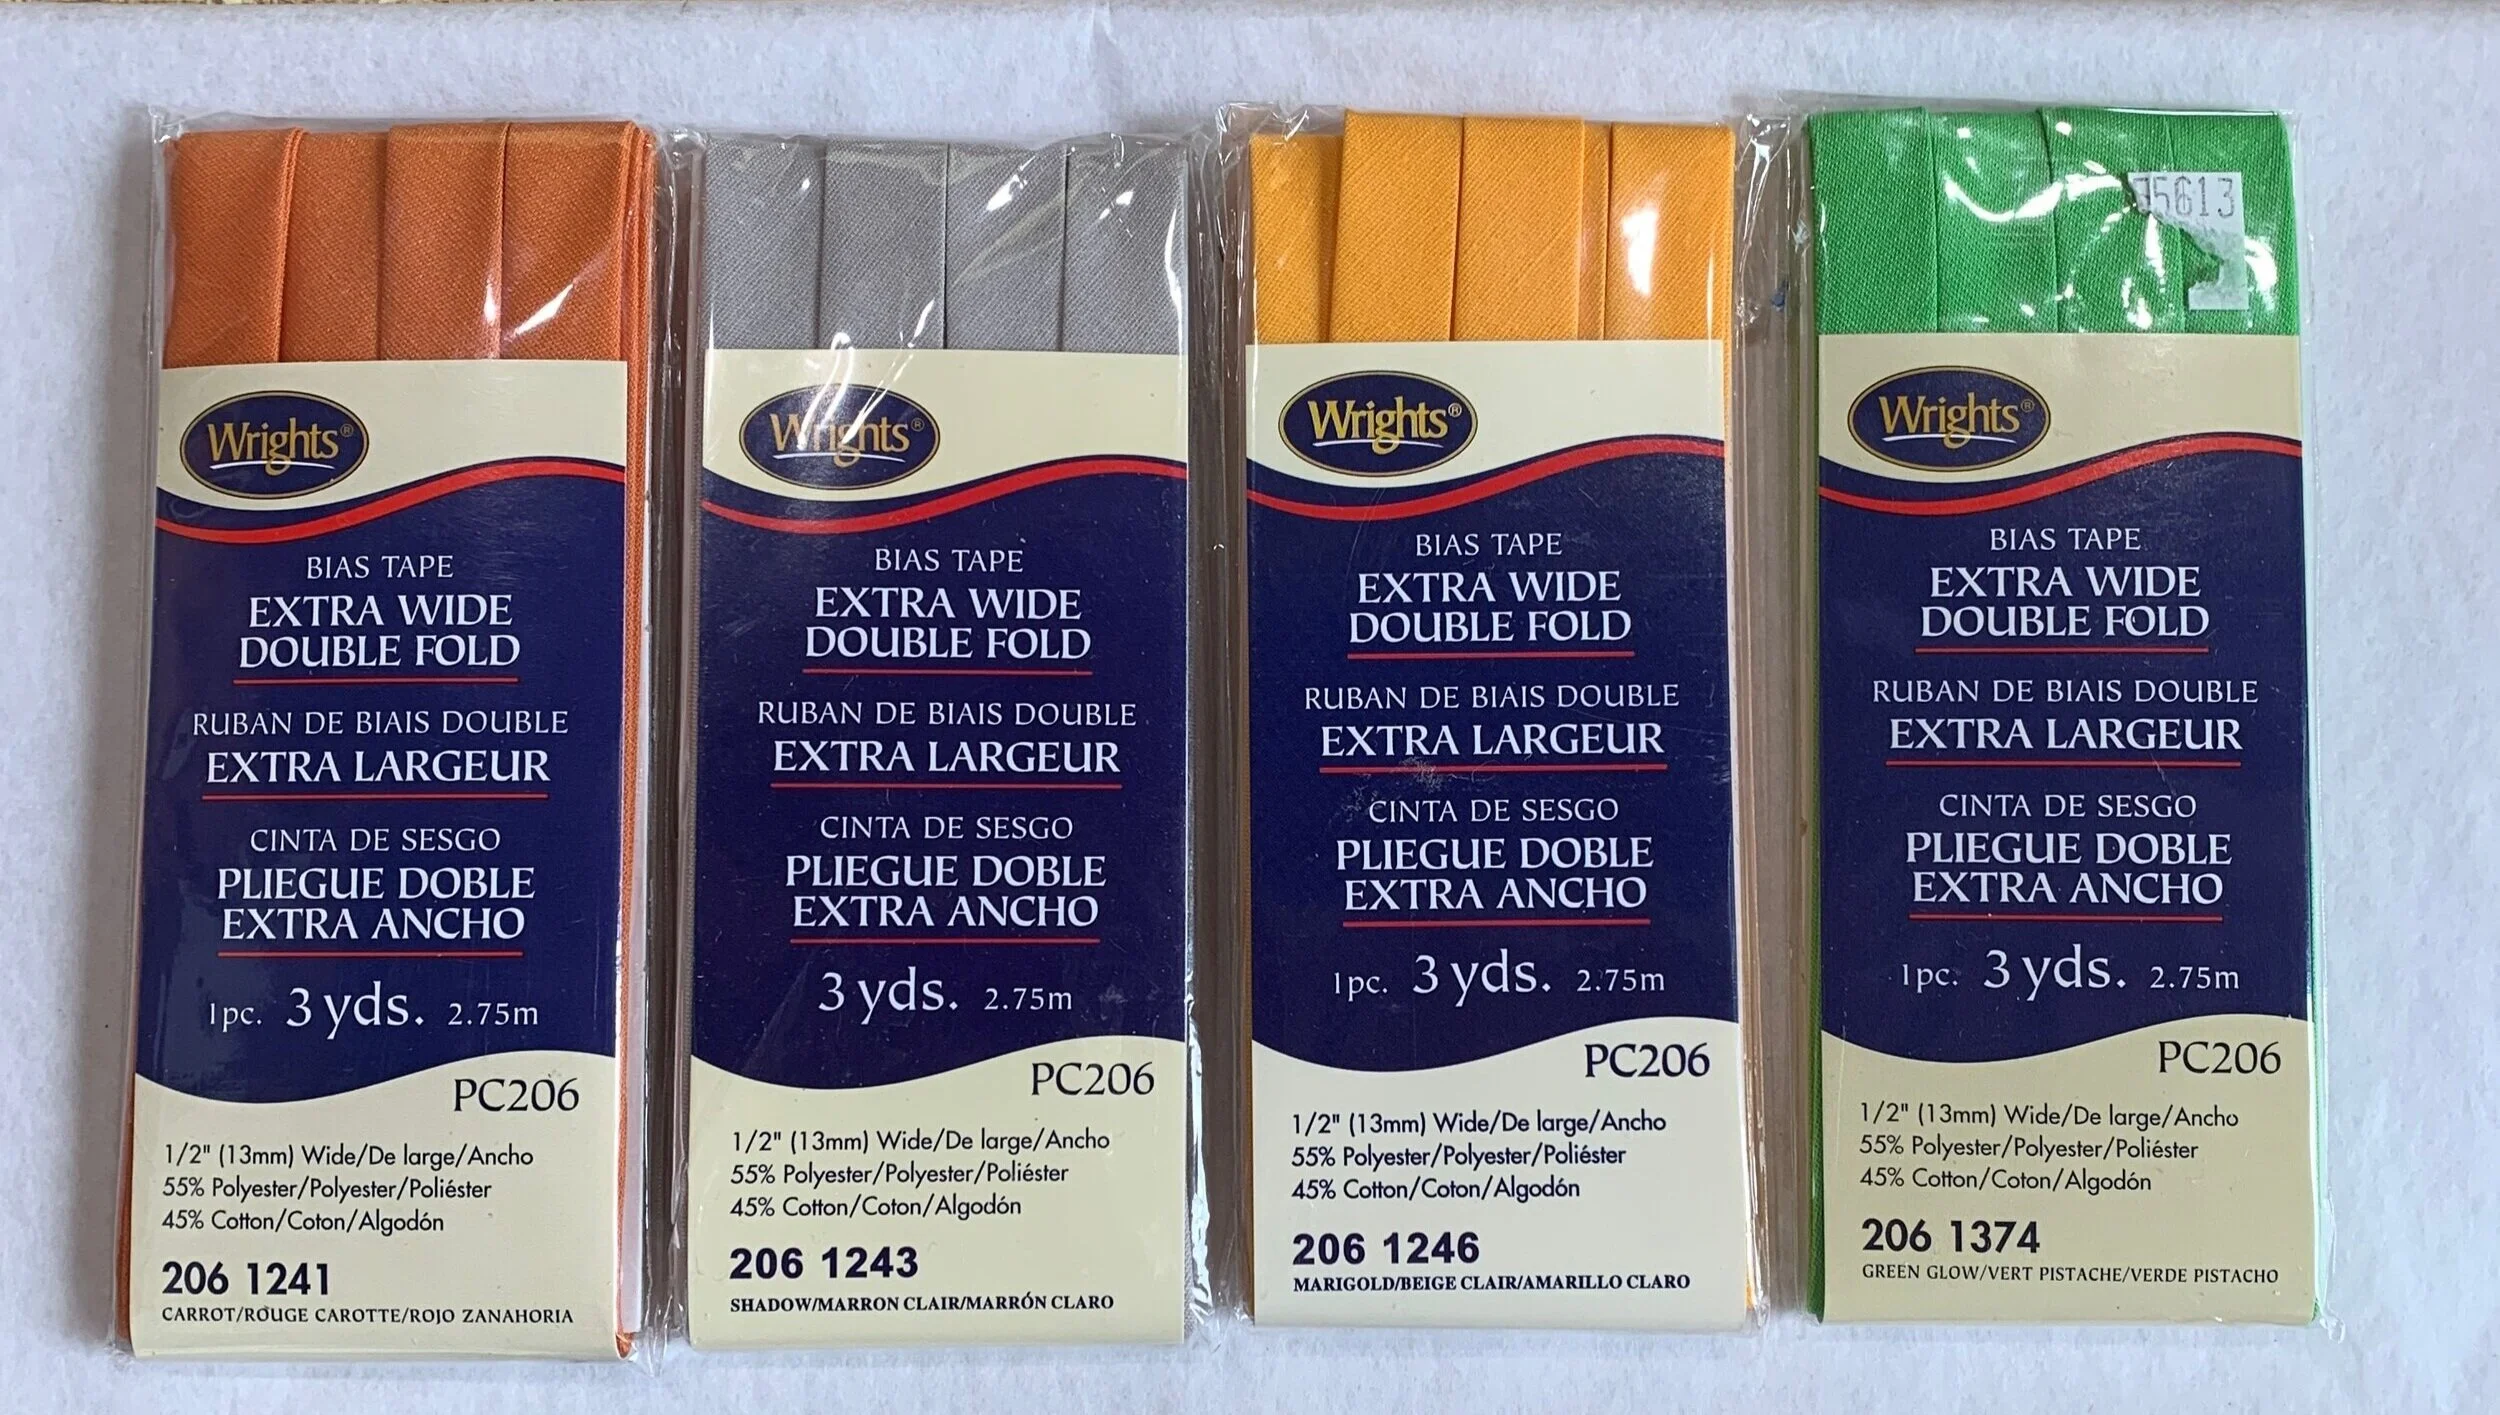 Wrights®
BIAS TAPE
EXTRA WIDE
DOUBLE FOLD
RUBAN DE BIAIS DOUBLE
EXTRA LARGEUR
CINTA DE SESGO
PLIEGUE DOBLE
EXTRA ANCHO
1pc. 3 yds. 2.75m
PC206
1/2" (13mm) Wide/De large/Ancho
55% Polyester/Polyester/Poliéster
45% Cotton/Coton/Algodón
206 1241
CARROT/ROUGE CAROTTE/ROJO ZANAHORIA
Wrights®
BIAS TAPE
EXTRA WIDE
DOUBLE FOLD
RUBAN DE BIAIS DOUBLE
EXTRA LARGEUR
CINTA DE SESGO
PLIEGUE DOBLE
EXTRA ANCHO
3 yds. 2.75m
PC206
1/2" (13mm) Wide/De large/Ancho
55% Polyester/Polyester/Poliéster
45% Cotton/Coton/Algodón
206 1243
SHADOW/MARRON CLAIR/MARRÓN CLARO
Wrights®
BIAS TAPE
EXTRA WIDE
DOUBLE FOLD
RUBAN DE BIAIS DOUBLE
EXTRA LARGEUR
CINTA DE SESGO
PLIEGUE DOBLE
EXTRA ANCHO
1pc. 3 yds. 2.75m
PC206
1/2" (13mm) Wide/De large/Ancho
55% Polyester/Polyester/Poliéster
45% Cotton/Coton/Algodón
206 1246
MARIGOLD/BEIGE CLAIR/AMARILLO CLARO
Wrights®
BIAS TAPE
EXTRA WIDE
DOUBLE FOLD
RUBAN DE BIAIS DOUBLE
EXTRA LARGEUR
CINTA DE SESGO
PLIEGUE DOBLE
EXTRA ANCHO
1pc. 3 yds. 2.75m
PC206
1/2" (13mm) Wide/De large/Ancho
55% Polyester/Polyester/Poliéster
45% Cotton/Coton/Algodón
206 1374
GREEN GLOW/VERT PISTACHE/VERDE PISTACHO